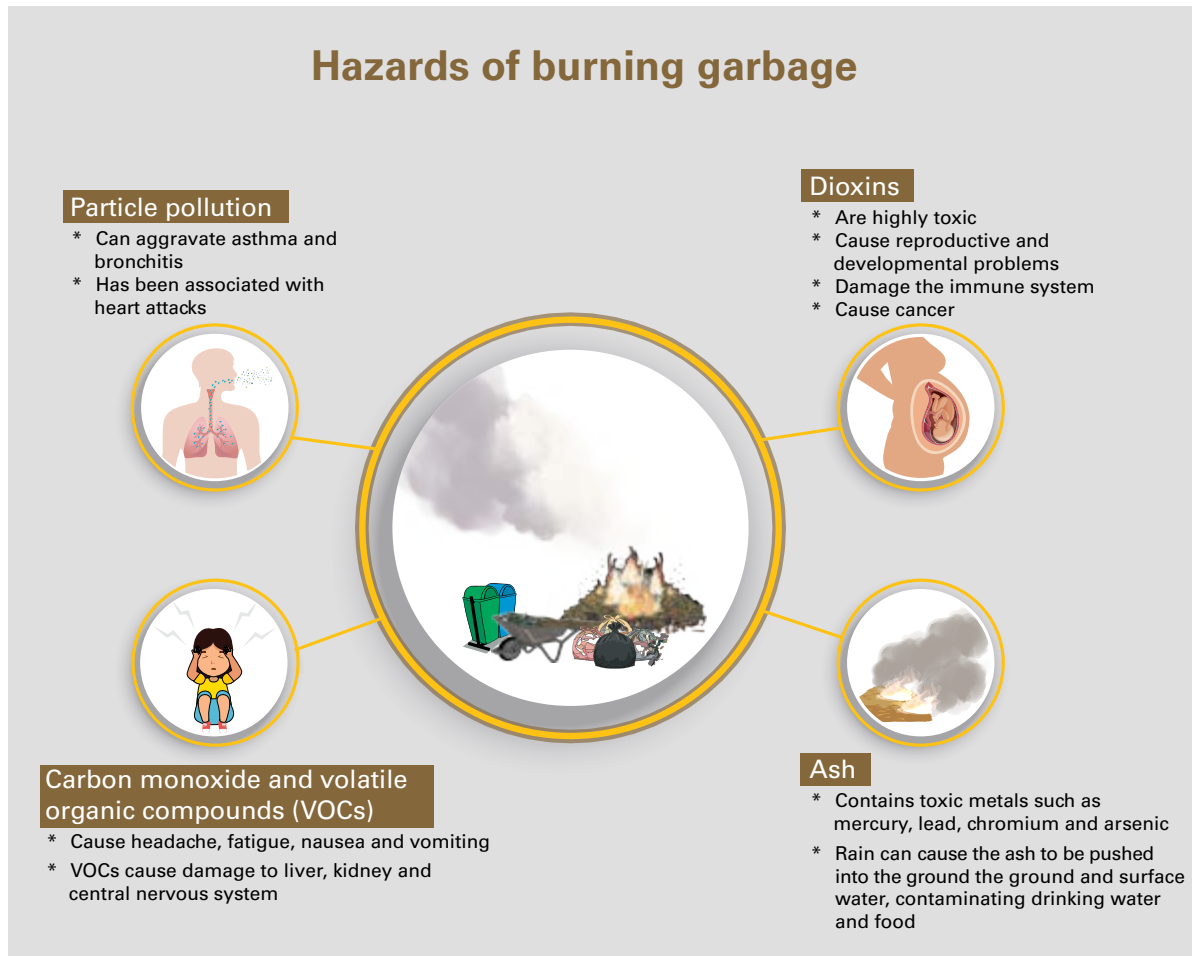 Hazards of burning garbage
Particle pollution
* Can aggravate asthma and
bronchitis
* Has been associated with
heart attacks
Dioxins
* Are highly toxic
* Cause reproductive and
developmental problems
* Damage the immune system
* Cause cancer
Carbon monoxide and volatile
organic compounds (VOCs)
* Cause headache, fatigue, nausea and vomiting
* VOCs cause damage to liver, kidney and
central nervous system
Ash
* Contains toxic metals such as
mercury, lead, chromium and arsenic
* Rain can cause the ash to be pushed
into the ground the ground and surface
water, contaminating drinking water
and food